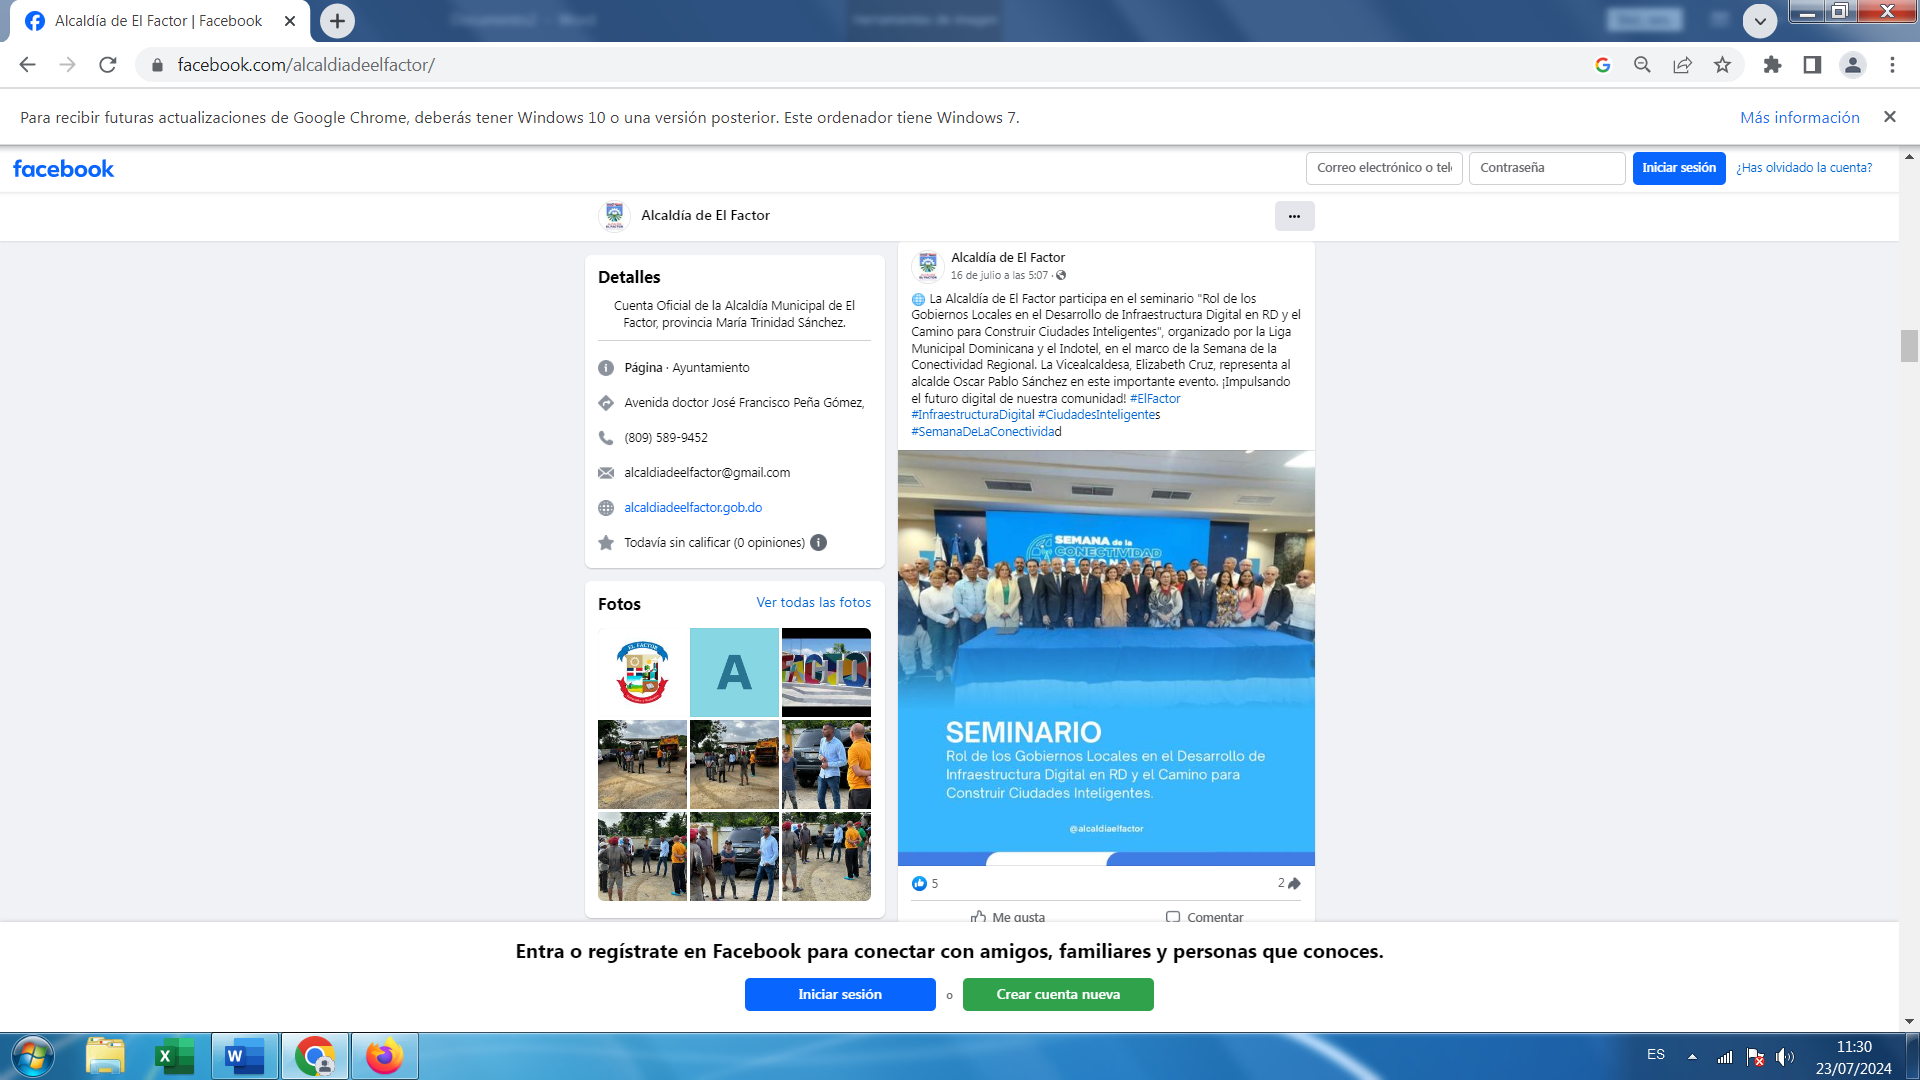 Alcaldía de El Factor | Facebook
facebook.com/alcaldiadeelfactor/
Para recibir futuras actualizaciones de Google Chrome, deberás tener Windows 10 o una versión posterior. Este ordenador tiene Windows 7.
Más información
facebook
Correo electrónico o tel
Contraseña
Iniciar sesión
¿Has olvidado la cuenta?
Alcaldía de El Factor
Detalles
Cuenta Oficial de la Alcaldía Municipal de El
Factor, provincia María Trinidad Sánchez.
Página · Ayuntamiento
Avenida doctor José Francisco Peña Gómez,
(809) 589-9452
alcaldiadeelfactor@gmail.com
alcaldiadeelfactor.gob.do
Todavía sin calificar (0 opiniones)
Fotos
Ver todas las fotos
EL FACTOR
A
FACTOR
Alcaldía de El Factor
16 de julio a las 5:07 ·
La Alcaldía de El Factor participa en el seminario "Rol de los
Gobiernos Locales en el Desarrollo de Infraestructura Digital en RD y el
Camino para Construir Ciudades Inteligentes", organizado por la Liga
Municipal Dominicana y el Indotel, en el marco de la Semana de la
Conectividad Regional. La Vicealcaldesa, Elizabeth Cruz, representa al
alcalde Oscar Pablo Sánchez en este importante evento. ¡Impulsando
el futuro digital de nuestra comunidad! #ElFactor
#InfraestructuraDigital #CiudadesInteligentes
#SemanaDeLaConectividad
SEMANA de la
CONECTIVIDAD
SEMINARIO
Rol de los Gobiernos Locales en el Desarrollo de
Infraestructura Digital en RD y el Camino para
Construir Ciudades Inteligentes.
@alcaldiaelfactor
5
2
Me gusta
Comentar
Entra o regístrate en Facebook para conectar con amigos, familiares y personas que conoces.
Iniciar sesión
o
Crear cuenta nueva
ES
11:30
23/07/2024